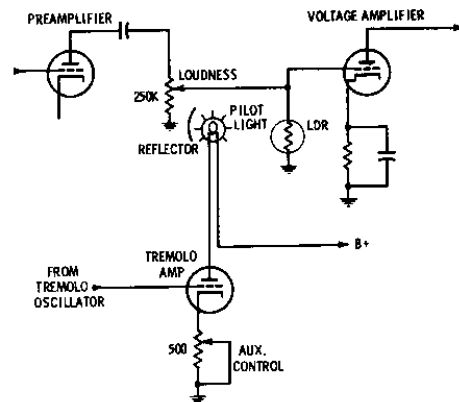 PREAMPLIFIER
VOLTAGE AMPLIFIER
LOUDNESS
250K
PILOT
LIGHT
REFLECTOR
LDR
B+
TREMOLO
AMP
FROM
TREMOLO
OSCILLATOR
500
AUX.
CONTROL